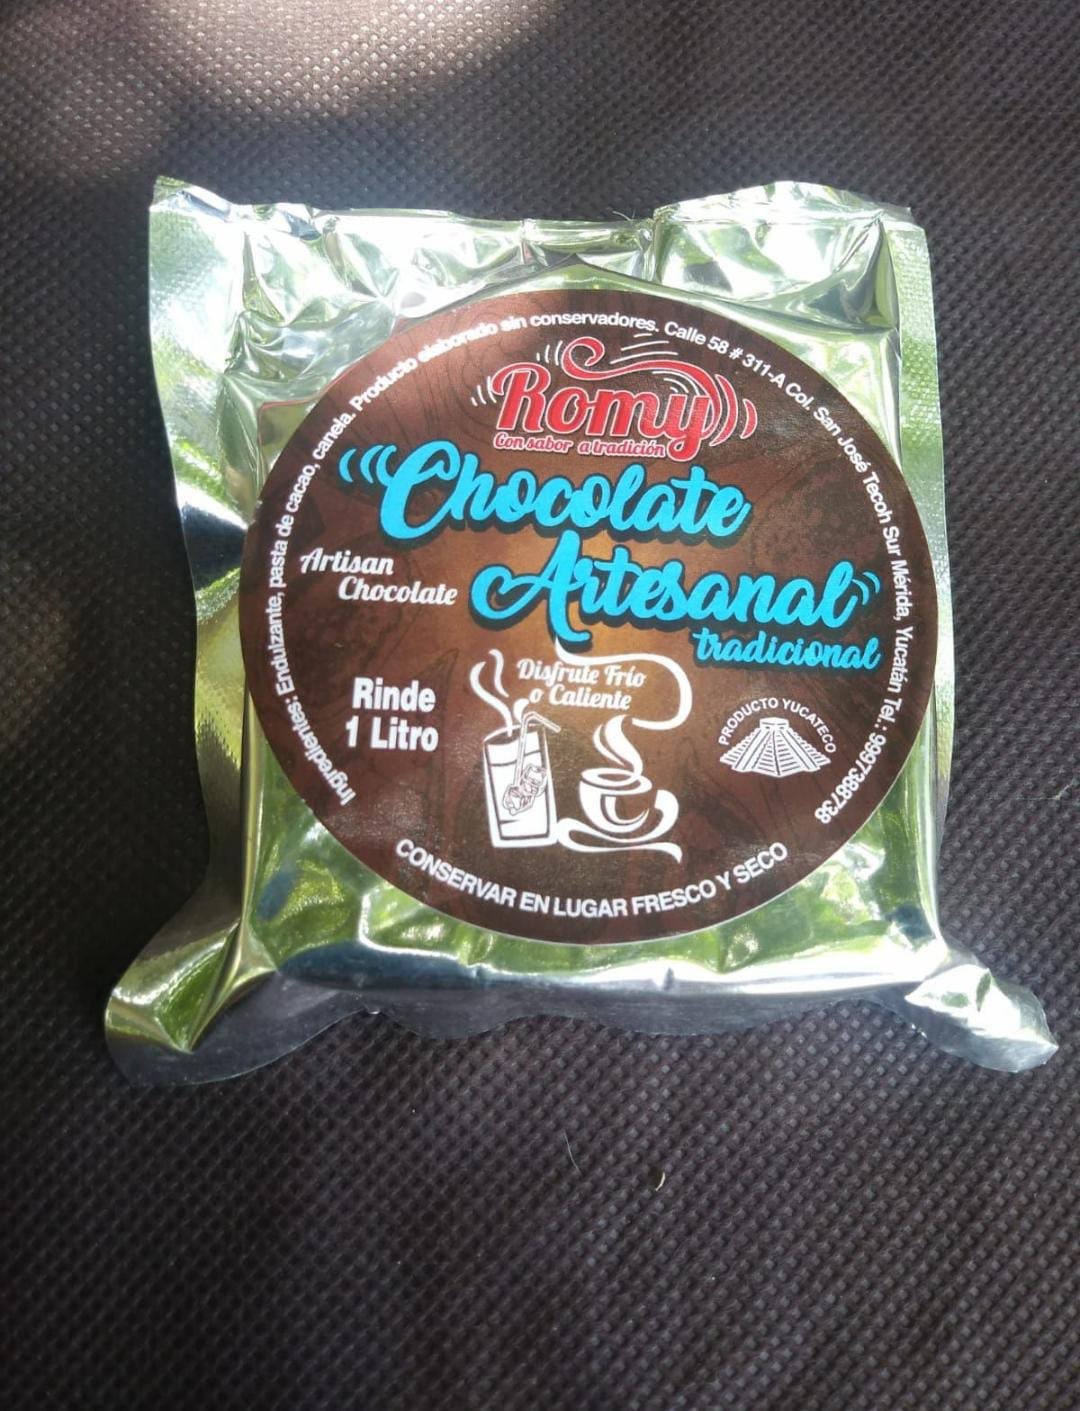 Ingredientes: Endulzante, pasta de cacao, canela. Producto elaborado sin conservadores. Calle 58 # 311-A Col. San José Tecoh Sur Mérida, Yucatán Tel.: 9997388738
Romy
Con sabor a tradición
Chocolate
Artesanal
tradicional
Artisan
Chocolate
Disfrute Frío
o Caliente
Rinde
1 Litro
PRODUCTO YUCATECO
CONSERVAR EN LUGAR FRESCO Y SECO